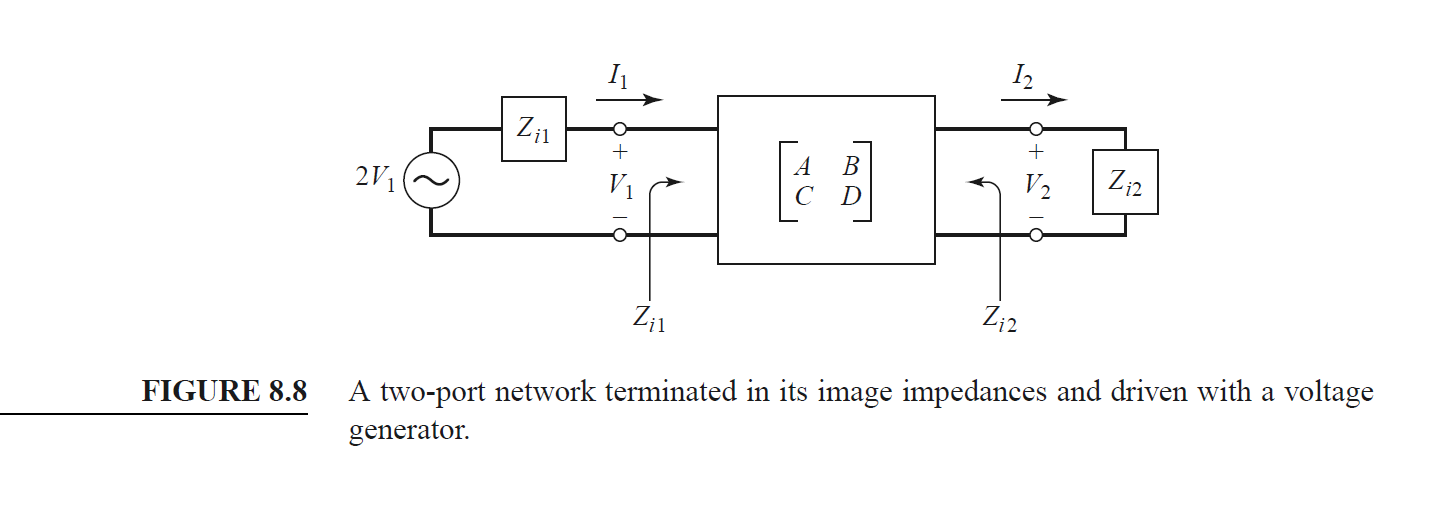 I1 I2
Zi1
+ +
2V1 V1 A B V2 Zi2
C D
− −
Zi1 Zi2
FIGURE 8.8 A two-port network terminated in its image impedances and driven with a voltage
generator.